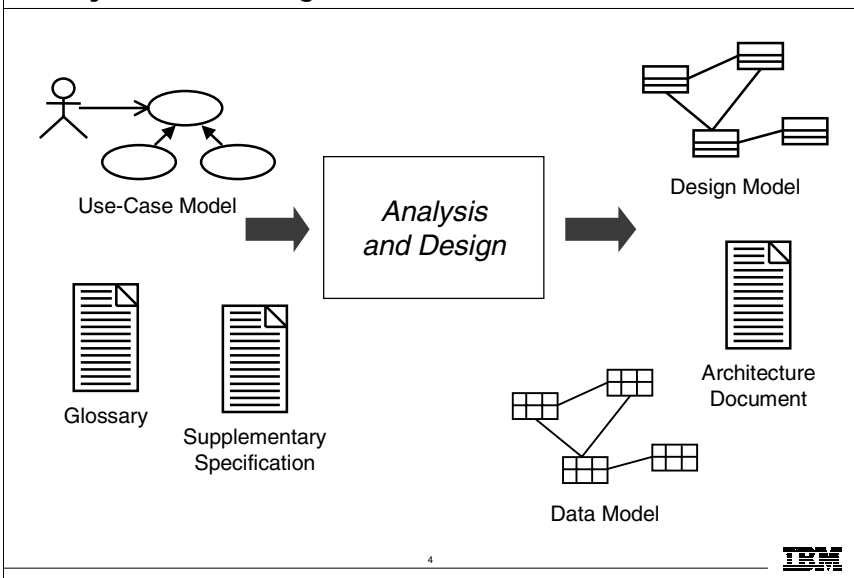 Use-Case Model
Analysis
and Design
Design Model
Glossary
Supplementary
Specification
Architecture
Document
Data Model
4
IBM